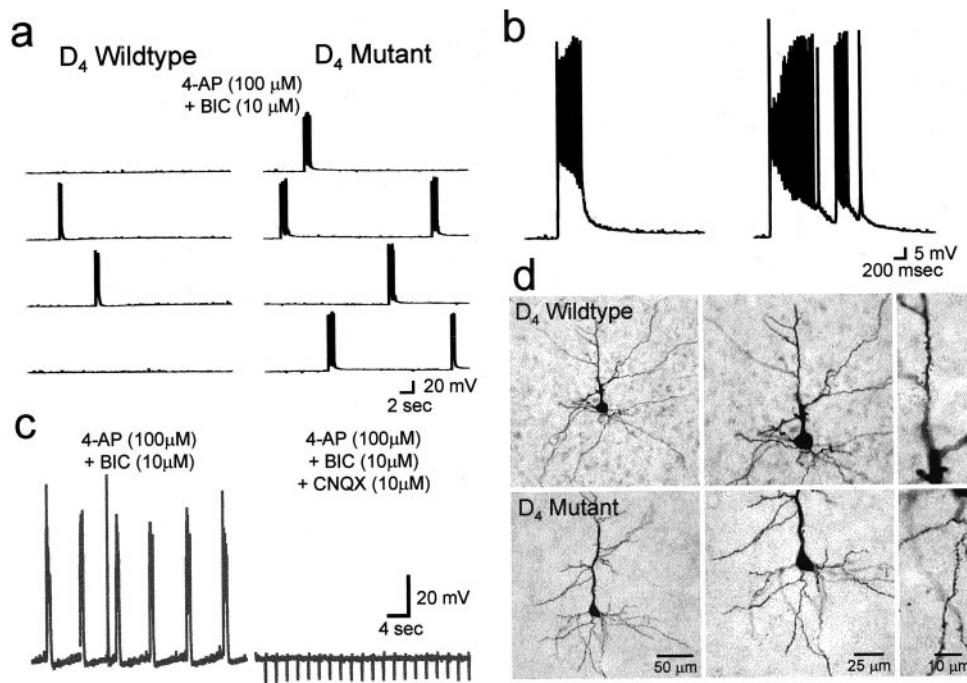 a
D₄ Wildtype
D₄ Mutant
4-AP (100 μM)
+ BIC (10 μM)
20 mV
2 sec
b
5 mV
200 msec
c
4-AP (100μM)
+ BIC (10μM)
4-AP (100μM)
+ BIC (10μM)
+ CNQX (10μM)
20 mV
4 sec
d
D₄ Wildtype
D₄ Mutant
50 μm
25 μm
10 μm